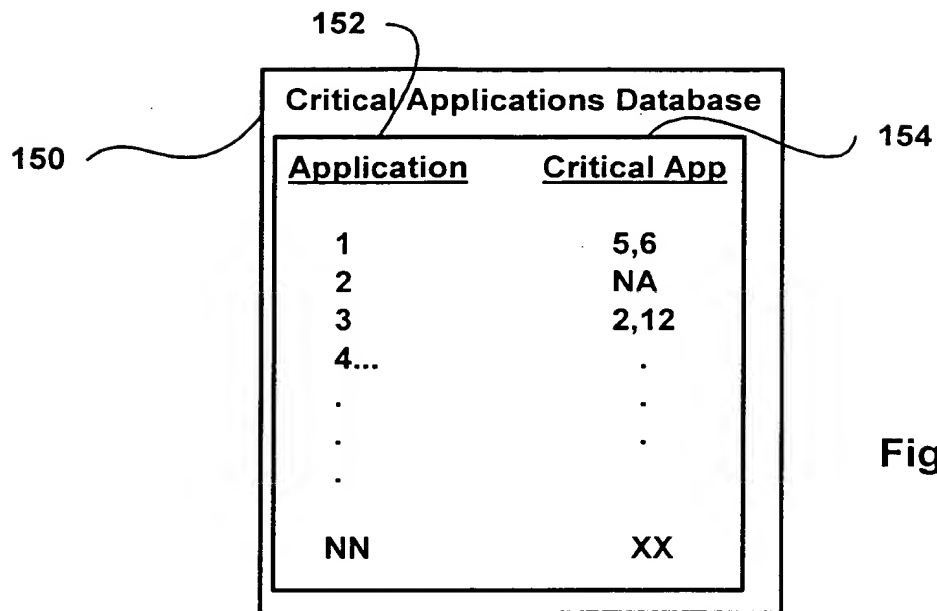 152
Critical Applications Database
150
154
Application Critical App
1 5,6
2 NA
3 2,12
4... .
. .
. .
.
Fig
NN XX